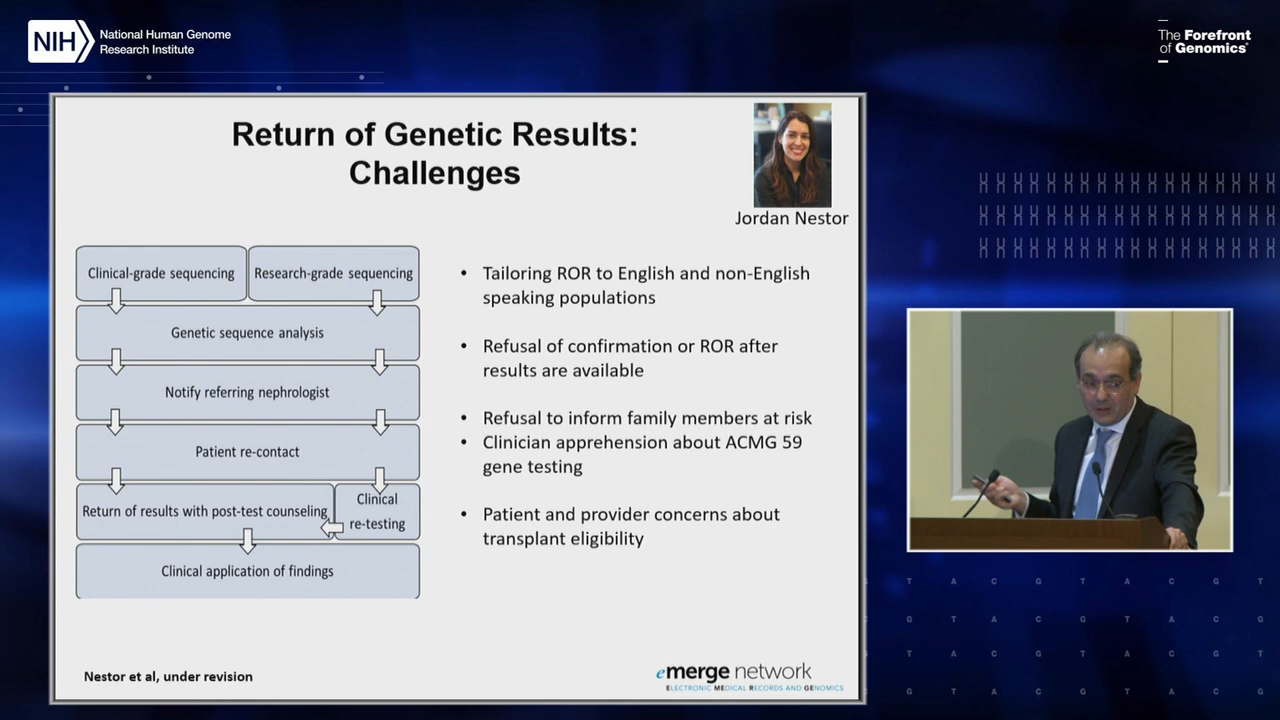 NIH
National Human Genome
Research Institute
The Forefront
of Genomics®
Return of Genetic Results:
Challenges
Jordan Nestor
Clinical-grade sequencing
Research-grade sequencing
Genetic sequence analysis
Notify referring nephrologist
Patient re-contact
Return of results with post-test counseling
Clinical
re-testing
Clinical application of findings
• Tailoring ROR to English and non-English
speaking populations
• Refusal of confirmation or ROR after
results are available
• Refusal to inform family members at risk
• Clinician apprehension about ACMG 59
gene testing
• Patient and provider concerns about
transplant eligibility
Nestor et al, under revision
emerge network
ELECTRONIC MEDICAL RECORDS AND GENOMICS
T A C G T A C G T
G T A C G T A C G
T A C G T A C G T
G T A C G T A C G